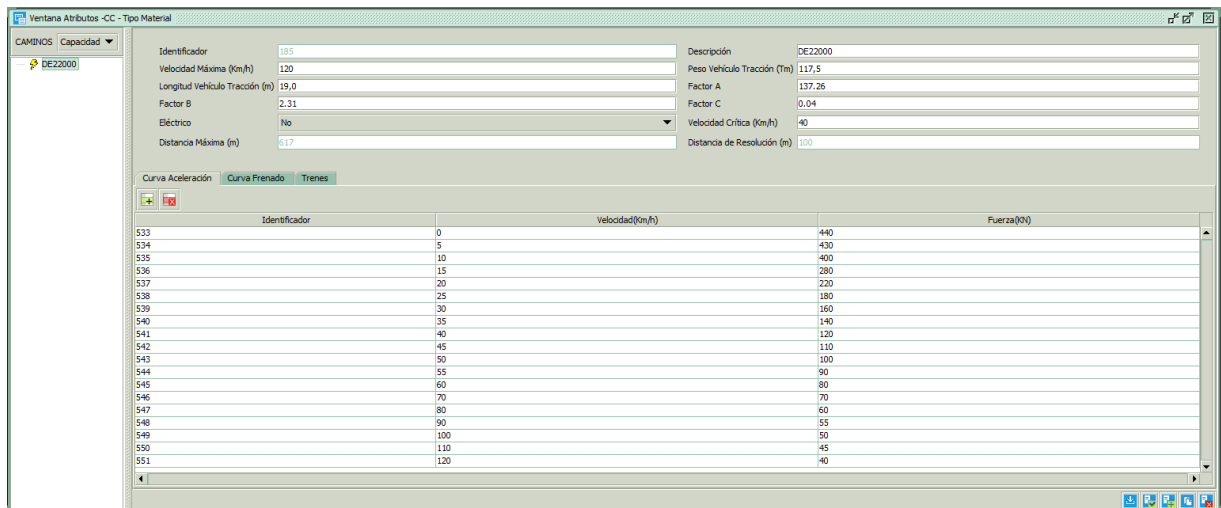 Ventana Atributos -CC - Tipo Material
CAMINOS Capacidad
DE22000
Identificador 185 Descripción DE22000
Velocidad Máxima (Km/h) 120 Peso Vehículo Tracción (Tm) 117,5
Longitud Vehículo Tracción (m) 19,0 Factor A 137.26
Factor B 2.31 Factor C 0.04
Eléctrico No Velocidad Crítica (Km/h) 40
Distancia Máxima (m) 617 Distancia de Resolución (m) 100
Curva Aceleración Curva Frenado Trenes
Identificador Velocidad(Km/h) Fuerza(KN)
533 0 440
534 5 430
535 10 400
536 15 280
537 20 220
538 25 180
539 30 160
540 35 140
541 40 120
542 45 110
543 50 100
544 55 90
545 60 80
546 70 70
547 80 60
548 90 55
549 100 50
550 110 45
551 120 40